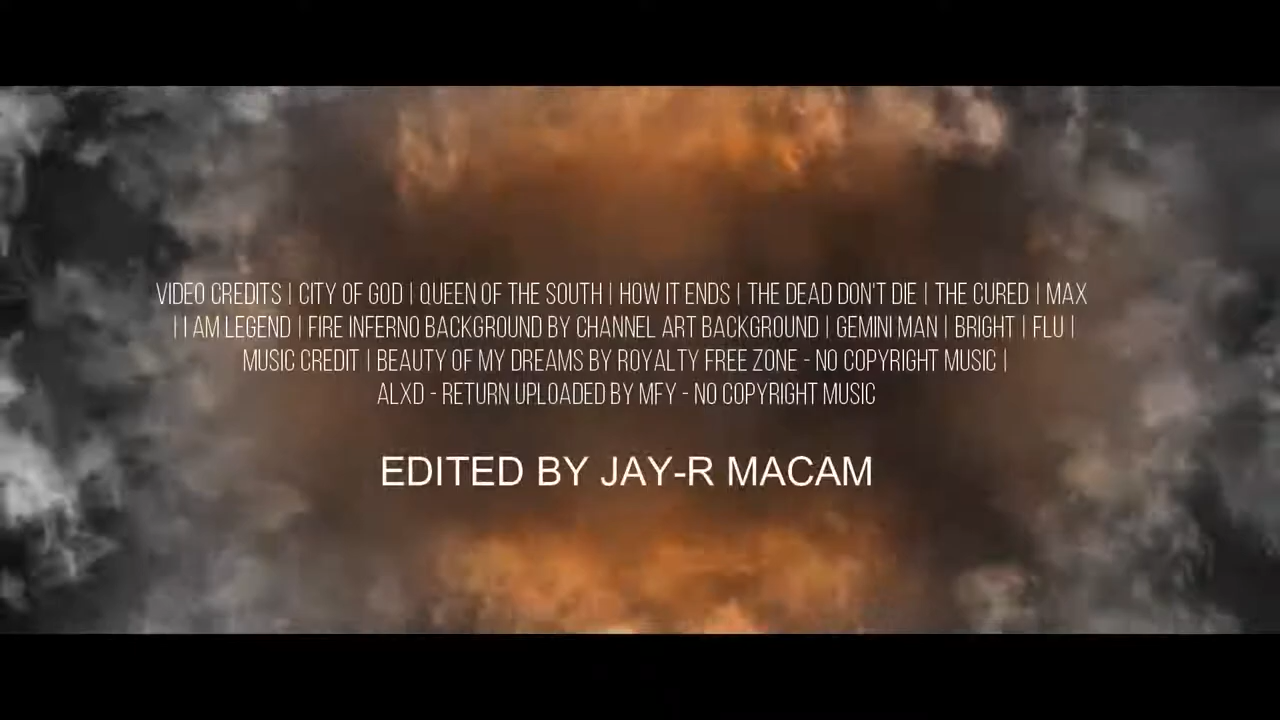 VIDEO CREDITS | CITY OF GOD | QUEEN OF THE SOUTH | HOW IT ENDS | THE DEAD DON'T DIE | THE CURED | MAX
| I AM LEGEND | FIRE INFERNO BACKGROUND BY CHANNEL ART BACKGROUND | GEMINI MAN | BRIGHT | FLU |
MUSIC CREDIT | BEAUTY OF MY DREAMS BY ROYALTY FREE ZONE - NO COPYRIGHT MUSIC |
ALXD - RETURN UPLOADED BY MFY - NO COPYRIGHT MUSIC
EDITED BY JAY-R MACAM